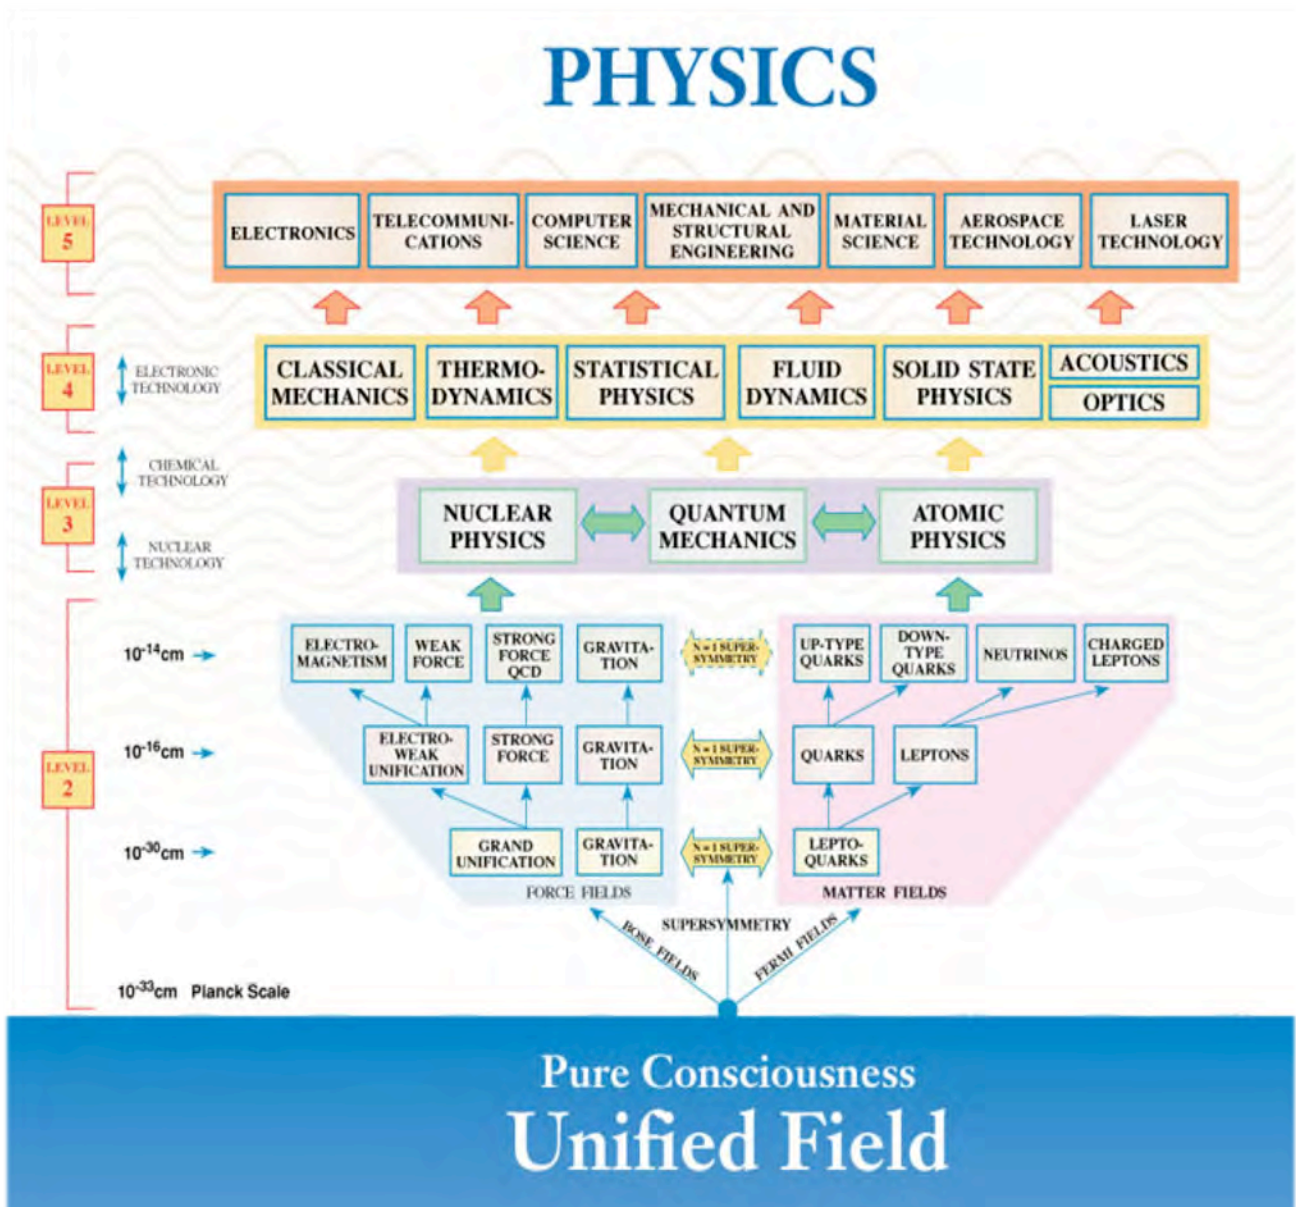 PHYSICS
LEVEL
5
ELECTRONICS
TELECOMMUNI-
CATIONS
COMPUTER
SCIENCE
MECHANICAL AND
STRUCTURAL
ENGINEERING
MATERIAL
SCIENCE
AEROSPACE
TECHNOLOGY
LASER
TECHNOLOGY
LEVEL
4
ELECTRONIC
TECHNOLOGY
CLASSICAL
MECHANICS
THERMO-
DYNAMICS
STATISTICAL
PHYSICS
FLUID
DYNAMICS
SOLID STATE
PHYSICS
ACOUSTICS
OPTICS
CHEMICAL
TECHNOLOGY
LEVEL
3
NUCLEAR
TECHNOLOGY
NUCLEAR
PHYSICS
QUANTUM
MECHANICS
ATOMIC
PHYSICS
LEVEL
2
10⁻¹⁴cm
ELECTRO-
MAGNETISM
WEAK
FORCE
STRONG
FORCE
QCD
GRAVITA-
TION
N = 1 SUPER-
SYMMETRY
UP-TYPE
QUARKS
DOWN-
TYPE
QUARKS
NEUTRINOS
CHARGED
LEPTONS
10⁻¹⁶cm
ELECTRO-
WEAK
UNIFICATION
STRONG
FORCE
GRAVITA-
TION
N = 1 SUPER-
SYMMETRY
QUARKS
LEPTONS
10⁻³⁰cm
GRAND
UNIFICATION
GRAVITA-
TION
N = 1 SUPER-
SYMMETRY
LEPTO-
QUARKS
FORCE FIELDS
MATTER FIELDS
SUPERSYMMETRY
BOSE FIELDS
FERMI FIELDS
10⁻³³cm Planck Scale
Pure Consciousness
Unified Field